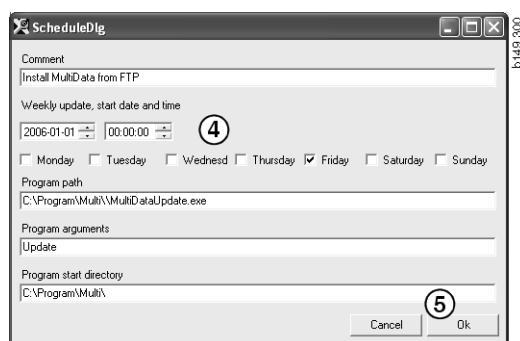 ScheduleDlg
Comment
Install MultiData from FTP
Weekly update, start date and time
2006-01-01 00:00:00 4
Monday Tuesday Wednesd Thursday Friday Saturday Sunday
Program path
C:\Program\Multi\\MultiDataUpdate.exe
Program arguments
Update
Program start directory
C:\Program\Multi\
5
Cancel Ok
b149 300